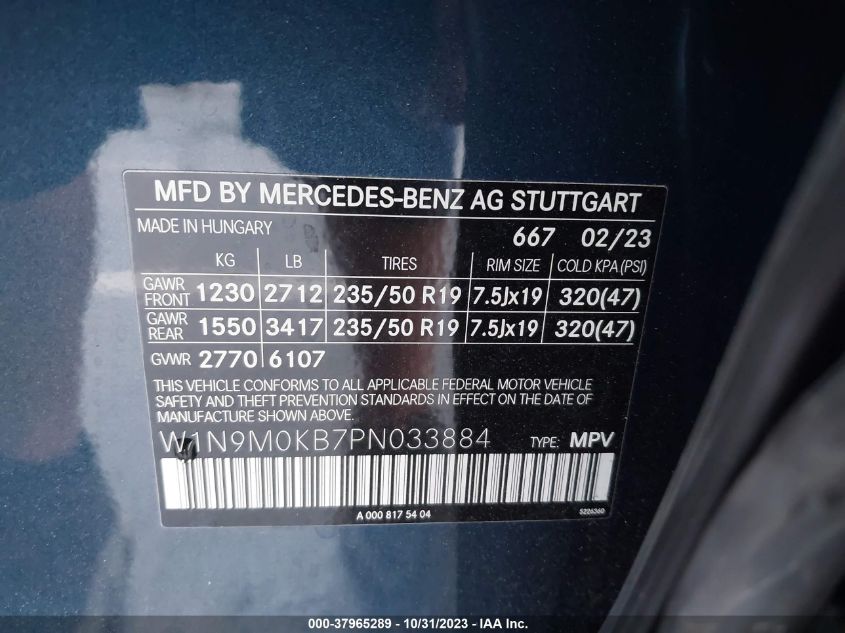 MFD BY MERCEDES-BENZ AG STUTTGART
MADE IN HUNGARY 667 02/23
KG LB TIRES RIM SIZE COLD KPA(PSI)
GAWR FRONT 1230 2712 235/50 R19 7.5Jx19 320(47)
GAWR REAR 1550 3417 235/50 R19 7.5Jx19 320(47)
GVWR 2770 6107
THIS VEHICLE CONFORMS TO ALL APPLICABLE FEDERAL MOTOR VEHICLE
SAFETY AND THEFT PREVENTION STANDARDS IN EFFECT ON THE DATE OF
MANUFACTURE SHOWN ABOVE.
W1N9M0KB7PN033884 TYPE: MPV
A 000 817 54 04 5226360
000-37965289 - 10/31/2023 - IAA Inc.